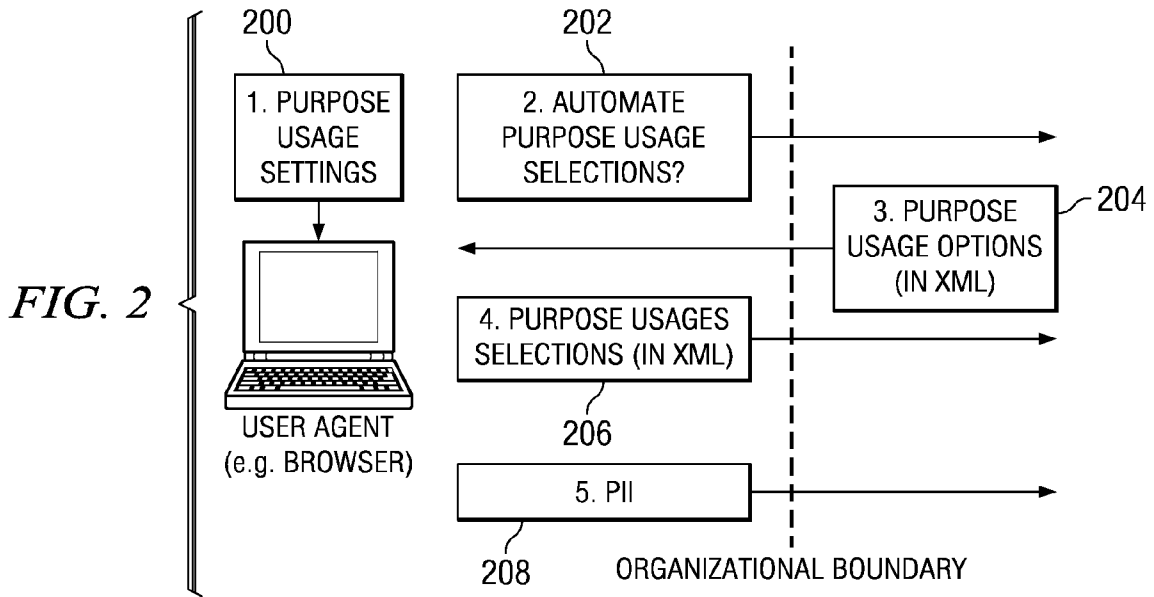 200
1. PURPOSE
USAGE
SETTINGS
202
2. AUTOMATE
PURPOSE USAGE
SELECTIONS?
204
3. PURPOSE
USAGE OPTIONS
(IN XML)
FIG. 2
4. PURPOSE USAGES
SELECTIONS (IN XML)
206
USER AGENT
(e.g. BROWSER)
5. PII
208
ORGANIZATIONAL BOUNDARY